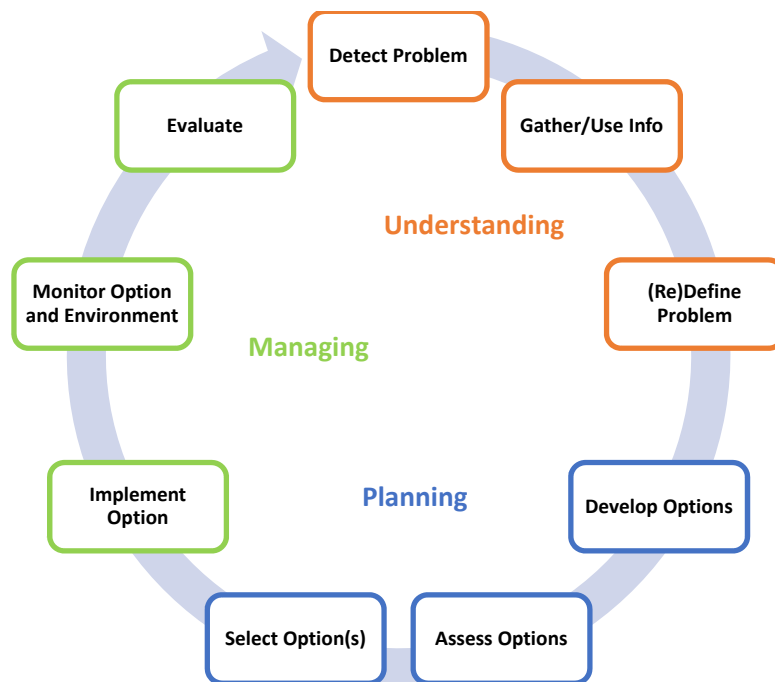 Detect Problem
Gather/Use Info
(Re)Define
Problem
Develop Options
Assess Options
Select Option(s)
Implement
Option
Monitor Option
and Environment
Evaluate
Understanding
Managing
Planning